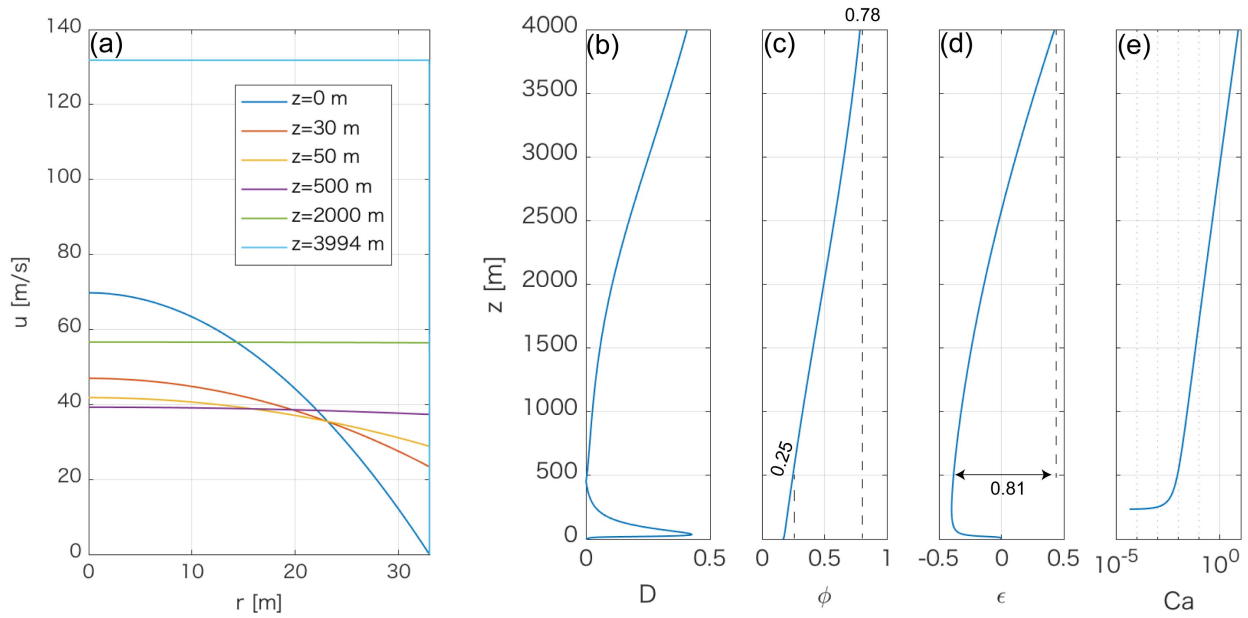 (a)
140
120
100
80
60
40
20
0
u [m/s]
0
10
20
30
r [m]
z=0 m
z=30 m
z=50 m
z=500 m
z=2000 m
z=3994 m
z [m]
4000
3500
3000
2500
2000
1500
1000
500
0
(b)
0
0.5
D
(c)
0.78
0.25
0
0.5
1
ϕ
(d)
0.81
-0.5
0
0.5
ϵ
(e)
10⁻⁵
10⁰
Ca